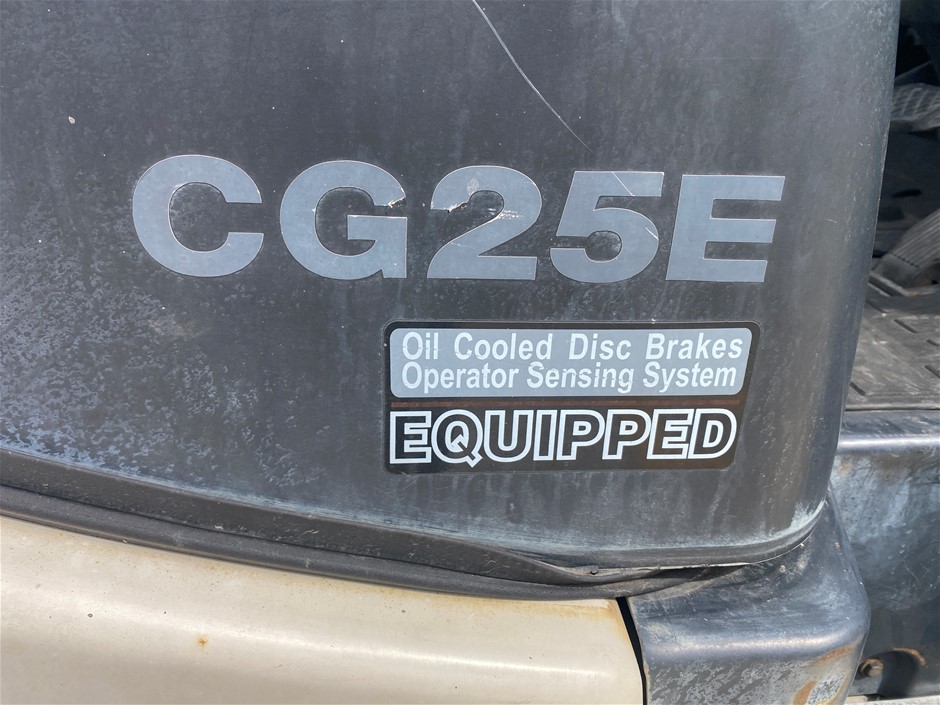 CG25E
Oil Cooled Disc Brakes
Operator Sensing System
EQUIPPED